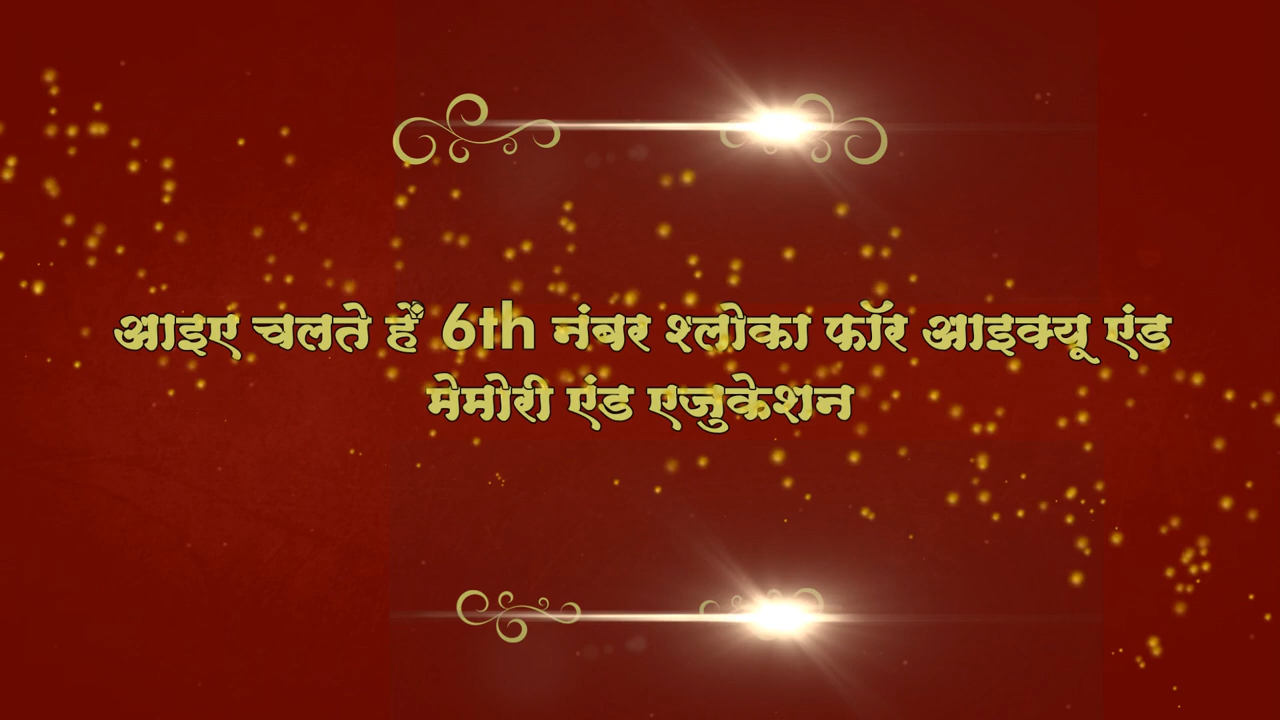 आइए चलते हैं 6th नंबर श्लोका फॉर आइक्यू एंड
मेमोरी एंड एजुकेशन